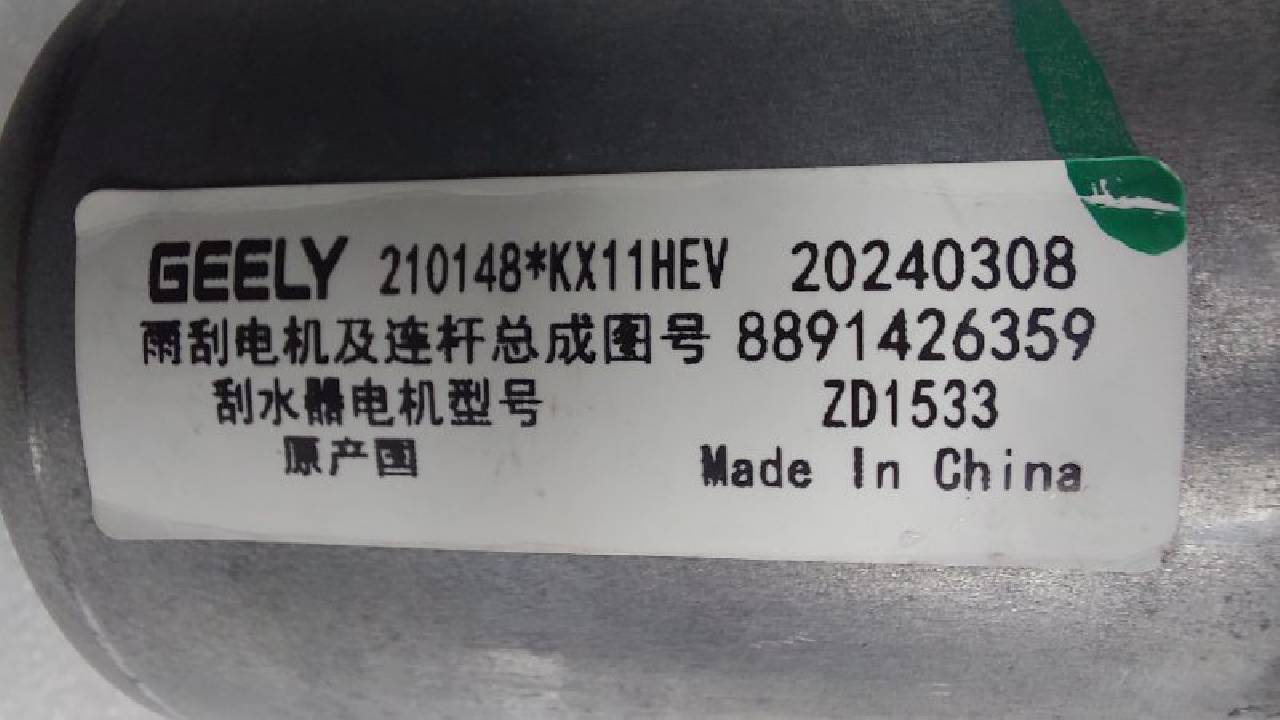 GEELY 210148*KX11HEV 20240308
雨刮电机及连杆总成图号 8891426359
刮水器电机型号 ZD1533
原产国 Made In China